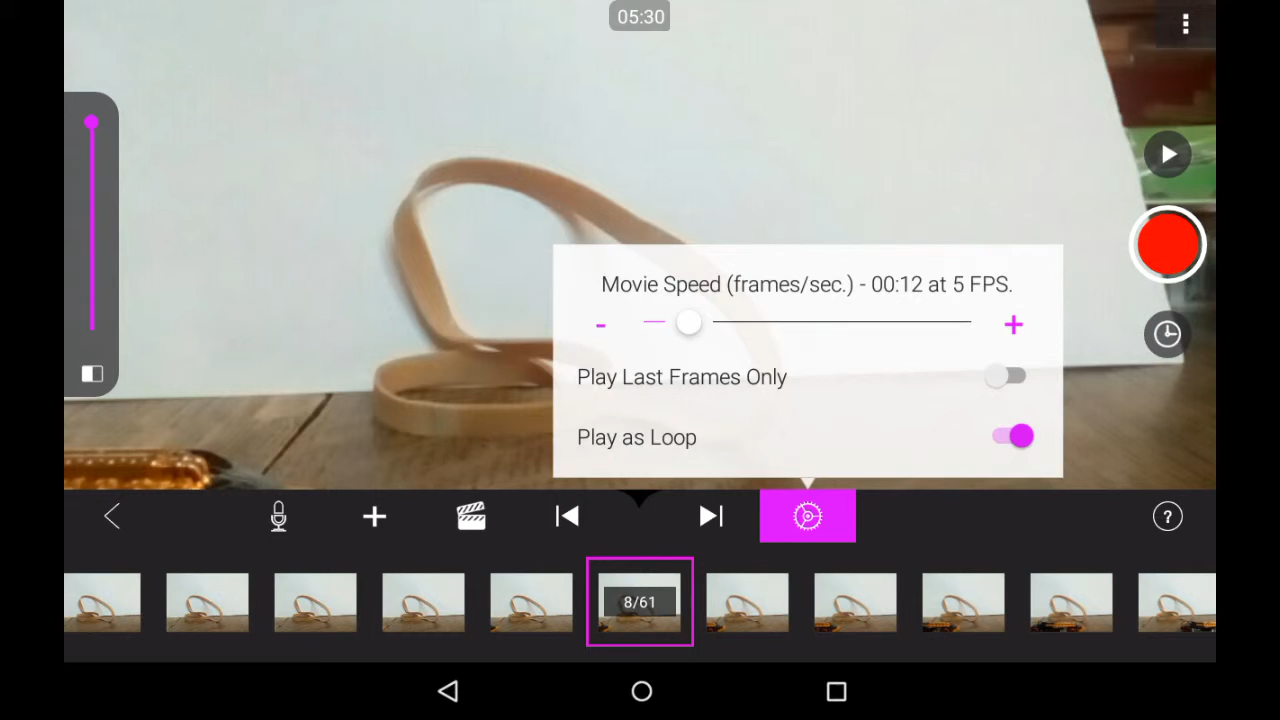 05:30
Movie Speed (frames/sec.) - 00:12 at 5 FPS.
- +
Play Last Frames Only
Play as Loop
?
8/61